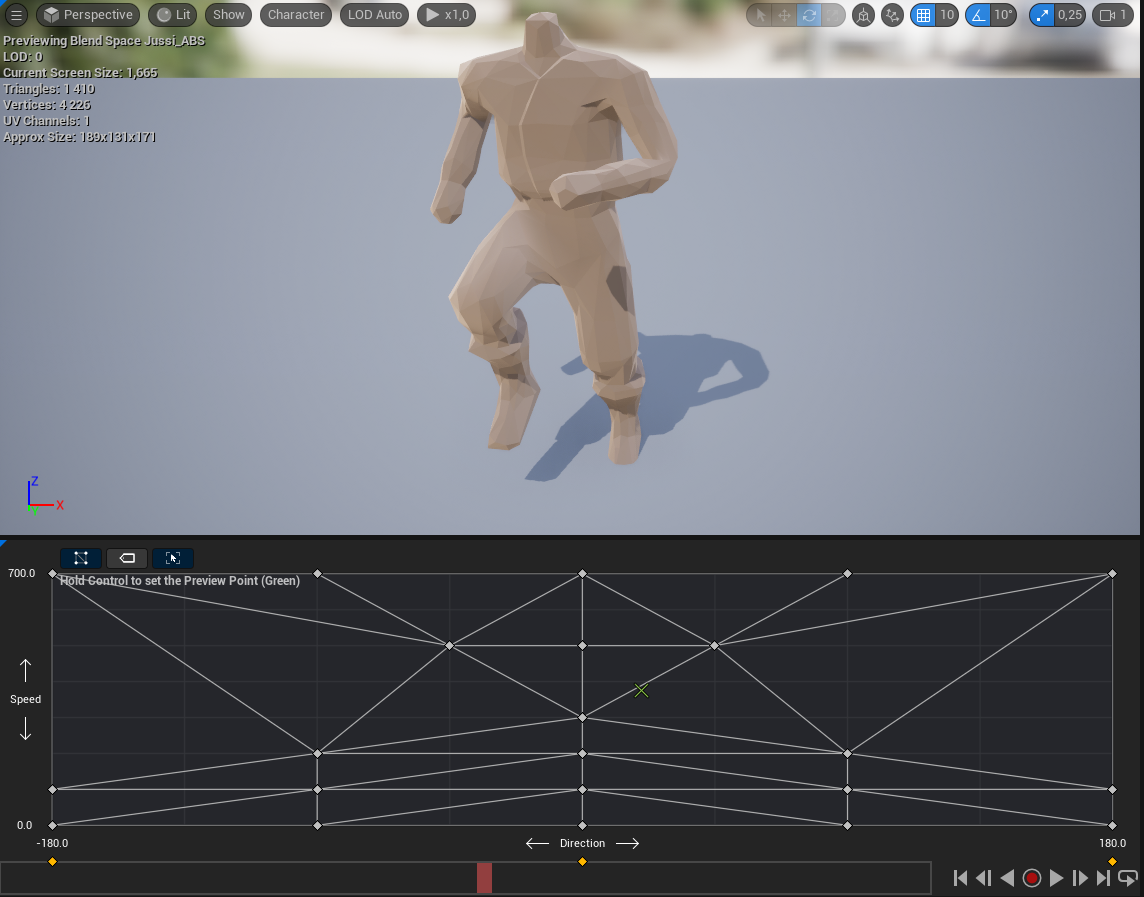 Perspective Lit Show Character LOD Auto x1,0 10 10° 0,25 1
Previewing Blend Space Jussi_ABS
LOD: 0
Current Screen Size: 1,665
Triangles: 1 410
Vertices: 4 226
UV Channels: 1
Approx Size: 189x131x171
Z
X
700.0
Hold Control to set the Preview Point (Green)
Speed
0.0
-180.0 Direction 180.0